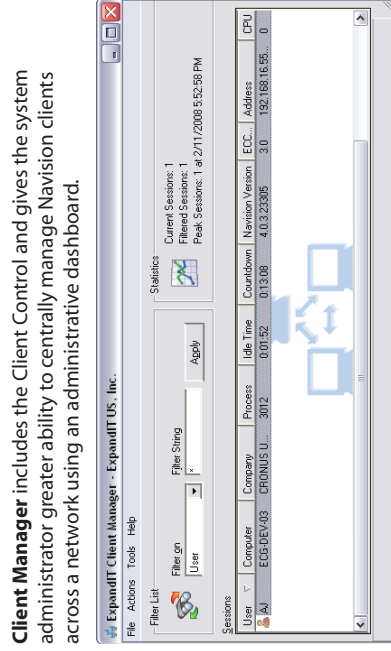 Client Manager includes the Client Control and gives the system
administrator greater ability to centrally manage Navision clients
across a network using an administrative dashboard.
ExpandIT Client Manager - ExpandIT US, Inc.
File Actions Tools Help
Filter List
Filter on
User
Filter String
*
Apply
Statistics
Current Sessions: 1
Filtered Sessions: 1
Peak Sessions: 1 at 2/11/2008 5:52:58 PM
Sessions
User Computer Company Process Idle Time Countdown Navision Version ECC... Address CPU
AJ ECG-DEV-03 CRONUS U... 3012 0:01:52 0:13:08 4.0.3.23305 3.0 192.168.16.55... 0